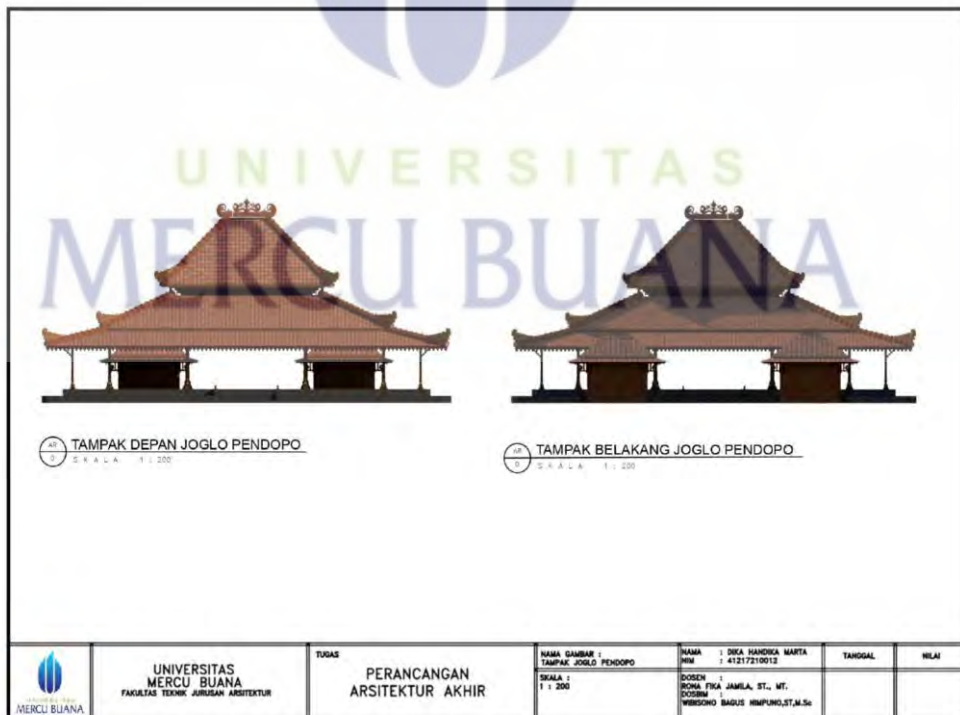 UNIVERSITAS
MERCU BUANA
TAMPAK DEPAN JOGLO PENDOPO
SKALA 1 : 200
TAMPAK BELAKANG JOGLO PENDOPO
SKALA 1 : 200
MERCU BUANA
UNIVERSITAS
MERCU BUANA
FAKULTAS TEKNIK JURUSAN ARSITEKTUR
TUGAS
PERANCANGAN
ARSITEKTUR AKHIR
NAMA GAMBAR :
TAMPAK JOGLO PENDOPO
SKALA :
1 : 200
NAMA : DIKA HANDIKA MARTA
NIM : 41217210012
DOSEN :
RONA FIKA JAMILA, ST., MT.
DOSBIM :
WIBISONO BAGUS NIMPUNO,ST,M.Sc
TANGGAL
NILAI